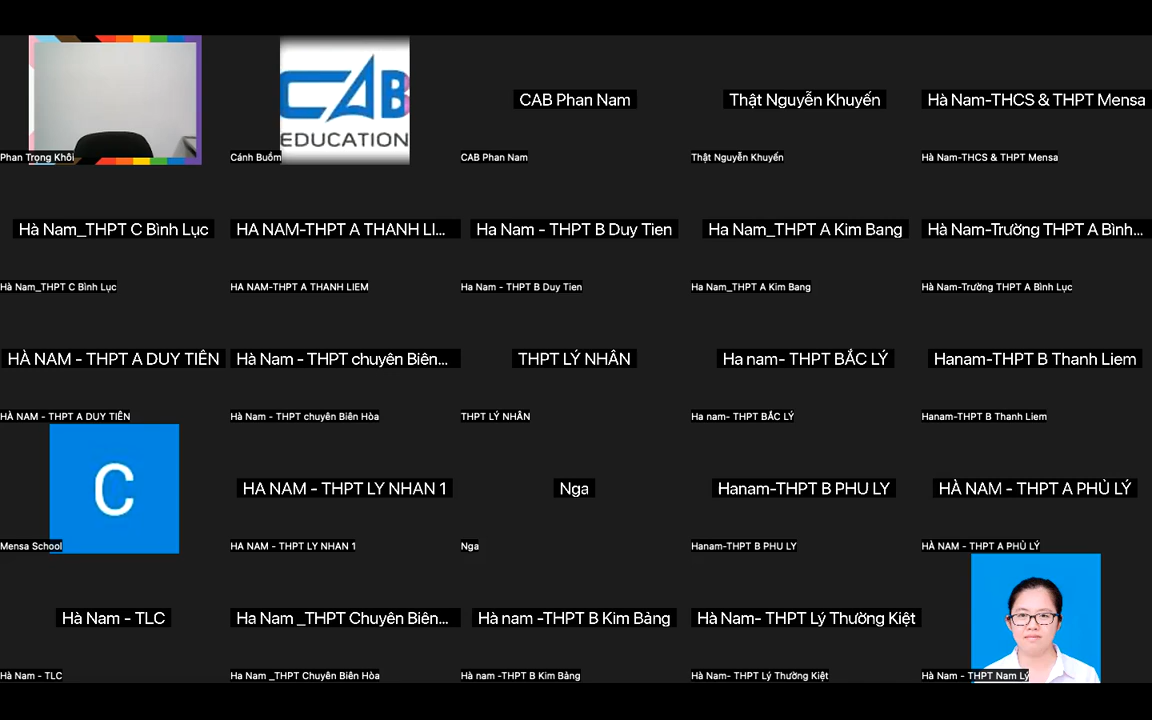 CAB
EDUCATION
CAB Phan Nam
Thật Nguyễn Khuyến
Hà Nam-THCS & THPT Mensa
Phan Trọng Khôi
Cánh Buồm
CAB Phan Nam
Thật Nguyễn Khuyến
Hà Nam-THCS & THPT Mensa
Hà Nam_THPT C Bình Lục
HA NAM-THPT A THANH LI...
Ha Nam - THPT B Duy Tien
Ha Nam_THPT A Kim Bang
Hà Nam-Trường THPT A Bình...
Hà Nam_THPT C Bình Lục
HA NAM-THPT A THANH LIEM
Ha Nam - THPT B Duy Tien
Ha Nam_THPT A Kim Bang
Hà Nam-Trường THPT A Bình Lục
HÀ NAM - THPT A DUY TIÊN
Hà Nam - THPT chuyên Biên...
THPT LÝ NHÂN
Ha nam- THPT BẮC LÝ
Hanam-THPT B Thanh Liem
HÀ NAM - THPT A DUY TIÊN
Hà Nam - THPT chuyên Biên Hòa
THPT LÝ NHÂN
Ha nam- THPT BẮC LÝ
Hanam-THPT B Thanh Liem
C
HA NAM - THPT LY NHAN 1
Nga
Hanam-THPT B PHU LY
HÀ NAM - THPT A PHỦ LÝ
Mensa School
HA NAM - THPT LY NHAN 1
Nga
Hanam-THPT B PHU LY
HÀ NAM - THPT A PHỦ LÝ
Hà Nam - TLC
Ha Nam _THPT Chuyên Biên...
Hà nam -THPT B Kim Bảng
Hà Nam- THPT Lý Thường Kiệt
Hà Nam - TLC
Ha Nam _THPT Chuyên Biên Hòa
Hà nam -THPT B Kim Bảng
Hà Nam- THPT Lý Thường Kiệt
Hà Nam - THPT Nam Lý